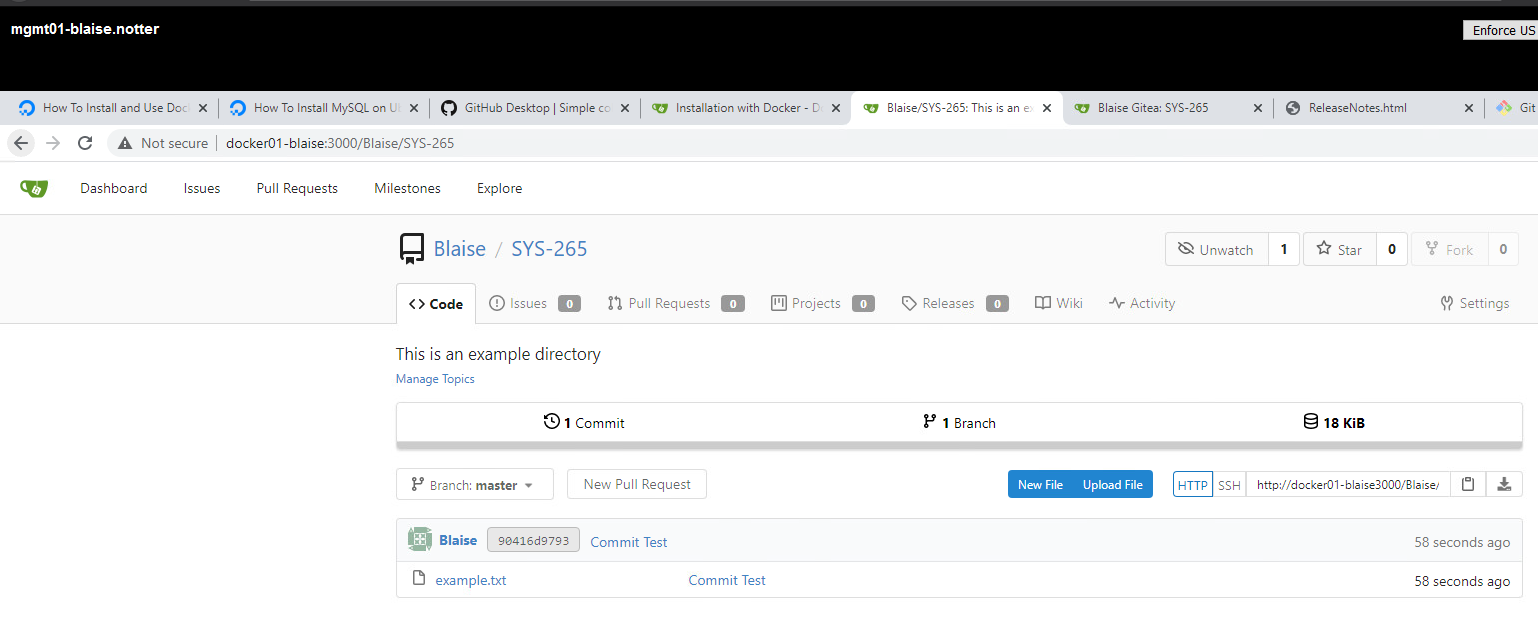 mgmt01-blaise.notter
Enforce US
How To Install and Use Doc
How To Install MySQL on Ub
GitHub Desktop | Simple co
Installation with Docker - D
Blaise/SYS-265: This is an e
Blaise Gitea: SYS-265
ReleaseNotes.html
Git
Not secure
docker01-blaise:3000/Blaise/SYS-265
Dashboard Issues Pull Requests Milestones Explore
Blaise / SYS-265
Unwatch 1 Star 0 Fork 0
Code Issues 0 Pull Requests 0 Projects 0 Releases 0 Wiki Activity Settings
This is an example directory
Manage Topics
1 Commit 1 Branch 18 KiB
Branch: master New Pull Request New File Upload File HTTP SSH http://docker01-blaise3000/Blaise/
Blaise 90416d9793 Commit Test 58 seconds ago
example.txt Commit Test 58 seconds ago